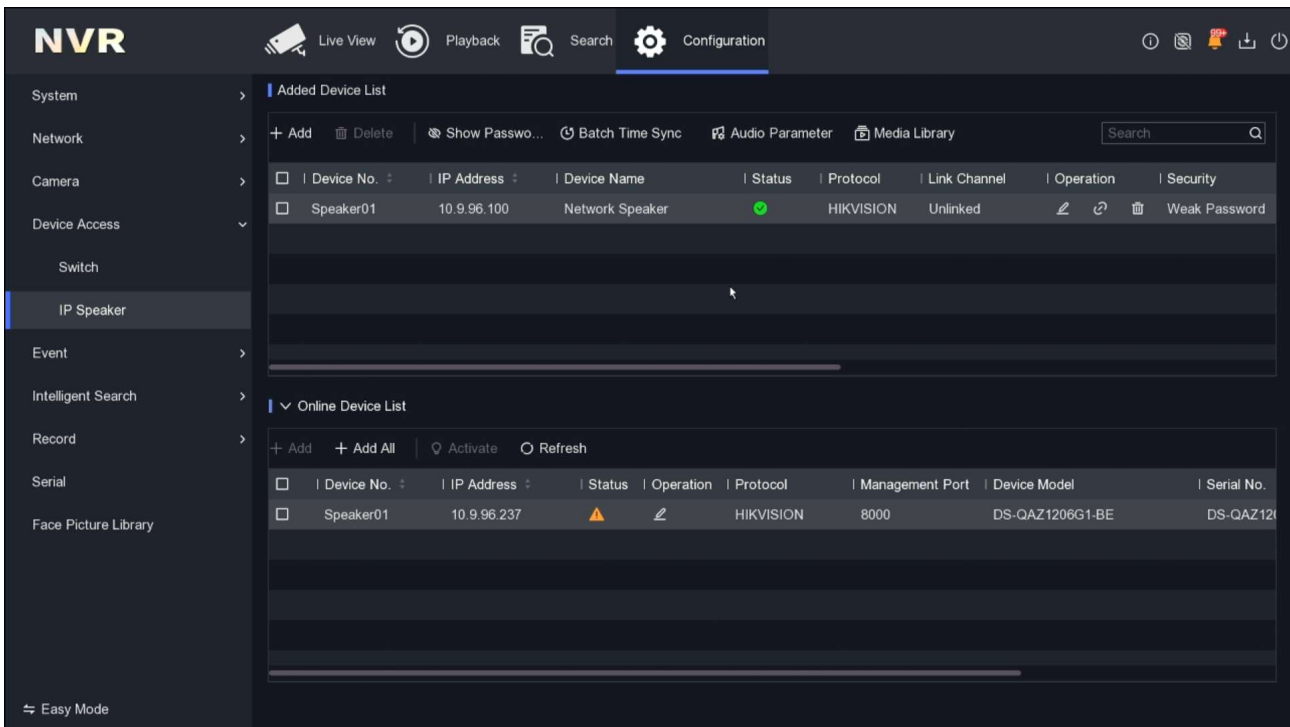 NVR
Live View Playback Search Configuration
99+
System
Network
Camera
Device Access
Switch
IP Speaker
Event
Intelligent Search
Record
Serial
Face Picture Library
Easy Mode
Added Device List
+ Add Delete Show Passwo... Batch Time Sync Audio Parameter Media Library Search
Device No. IP Address Device Name Status Protocol Link Channel Operation Security
Speaker01 10.9.96.100 Network Speaker HIKVISION Unlinked Weak Password
Online Device List
+ Add + Add All Activate Refresh
Device No. IP Address Status Operation Protocol Management Port Device Model Serial No.
Speaker01 10.9.96.237 HIKVISION 8000 DS-QAZ1206G1-BE DS-QAZ120